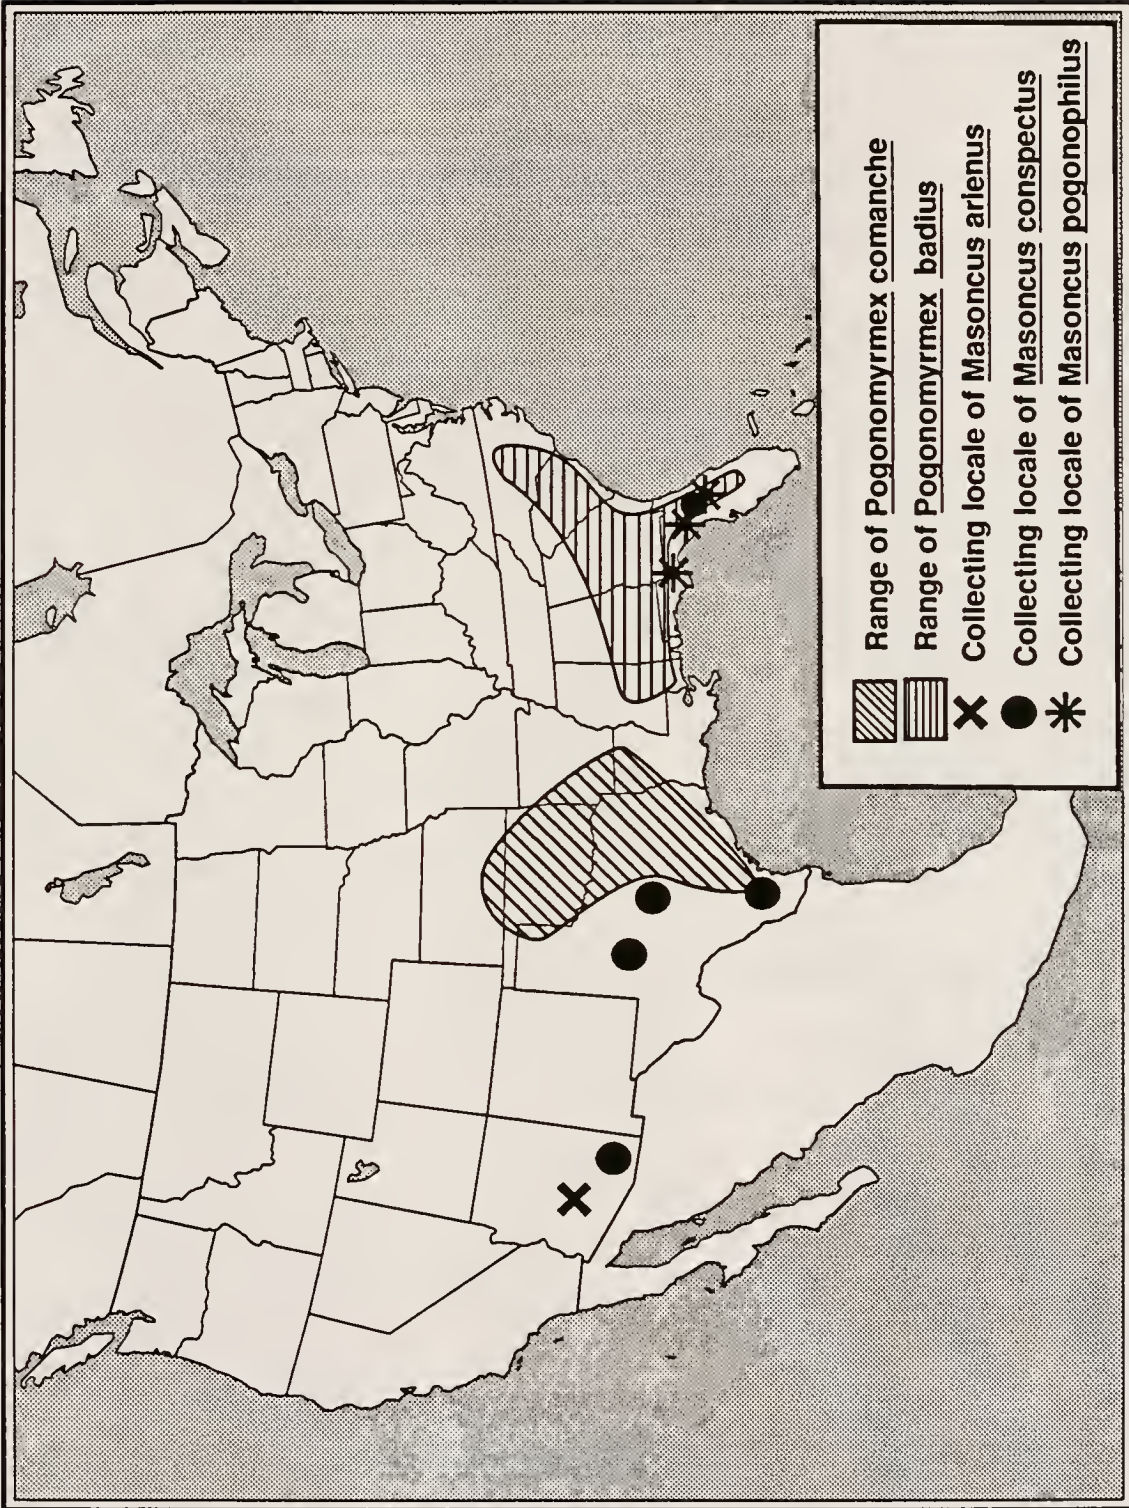 Range of Pogonomyrmex comanche
Range of Pogonomyrmex badius
Collecting locale of Masoncus arienus
Collecting locale of Masoncus conspectus
Collecting locale of Masoncus pogonophilus